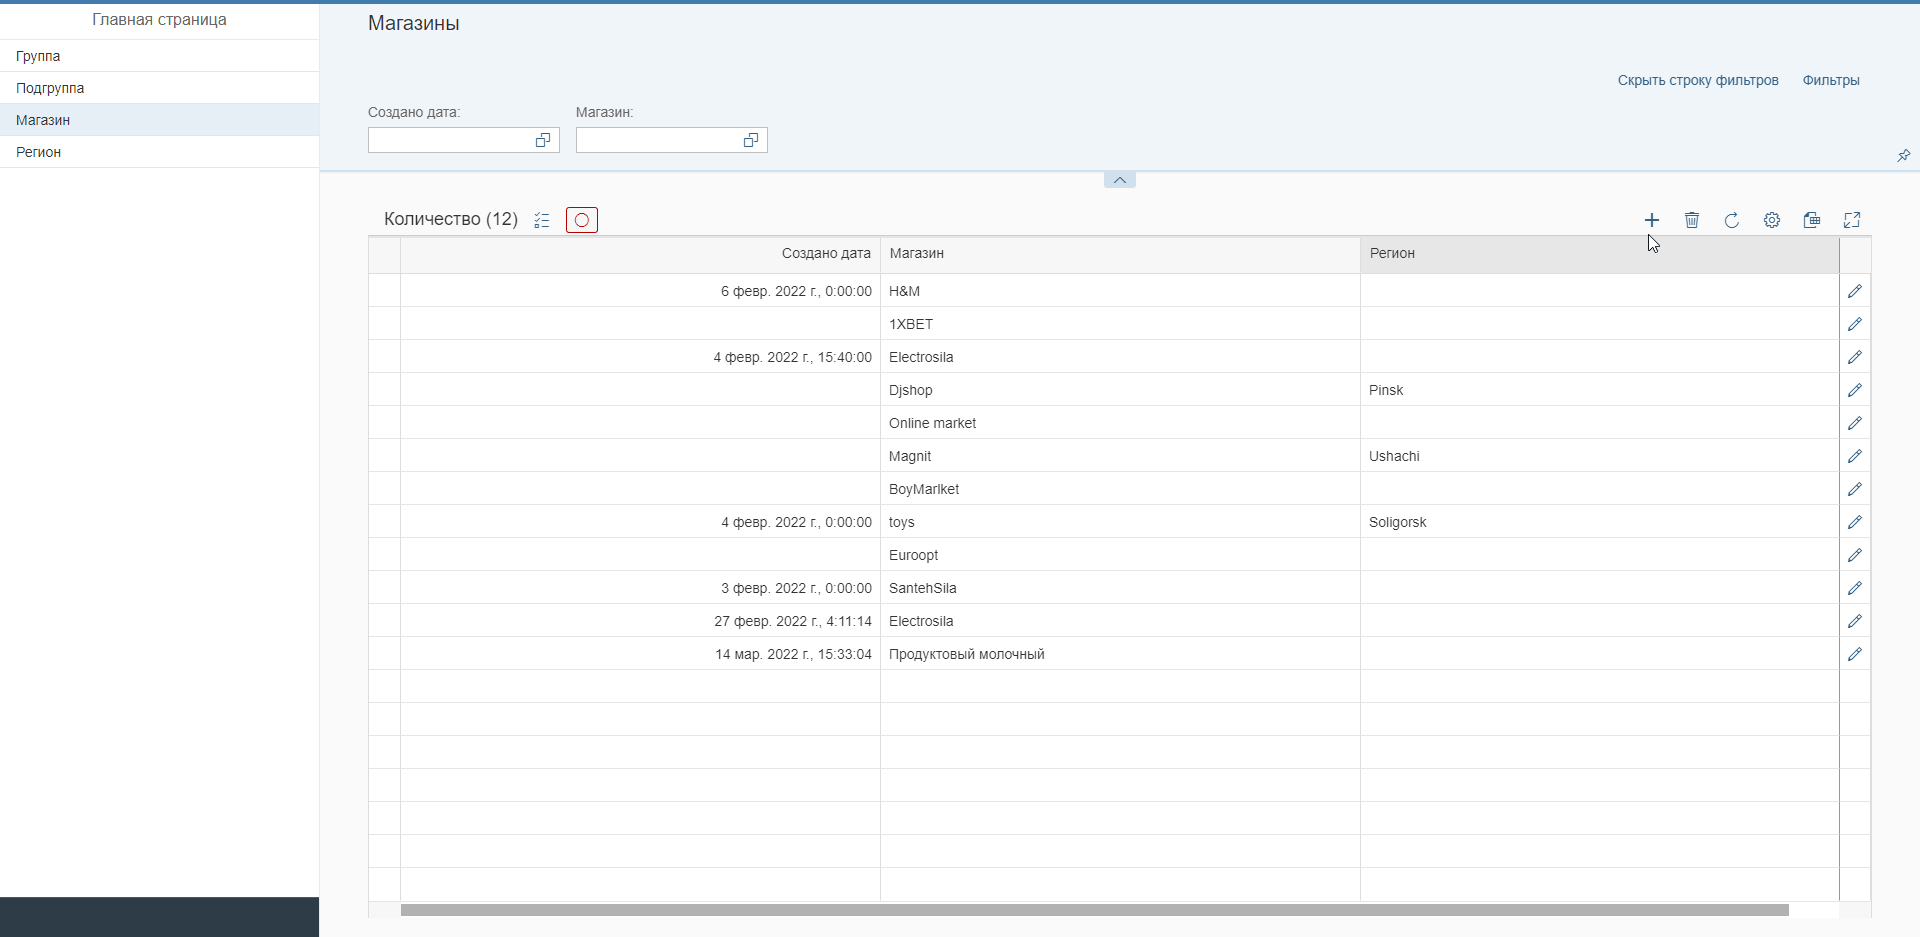 Главная страница
Группа
Подгруппа
Магазин
Регион
Магазины
Скрыть строку фильтров Фильтры
Создано дата: Магазин:
Количество (12)
Создано дата Магазин Регион
6 февр. 2022 г., 0:00:00 H&M
1XBET
4 февр. 2022 г., 15:40:00 Electrosila
Djshop Pinsk
Online market
Magnit Ushachi
BoyMarlket
4 февр. 2022 г., 0:00:00 toys Soligorsk
Euroopt
3 февр. 2022 г., 0:00:00 SantehSila
27 февр. 2022 г., 4:11:14 Electrosila
14 мар. 2022 г., 15:33:04 Продуктовый молочный